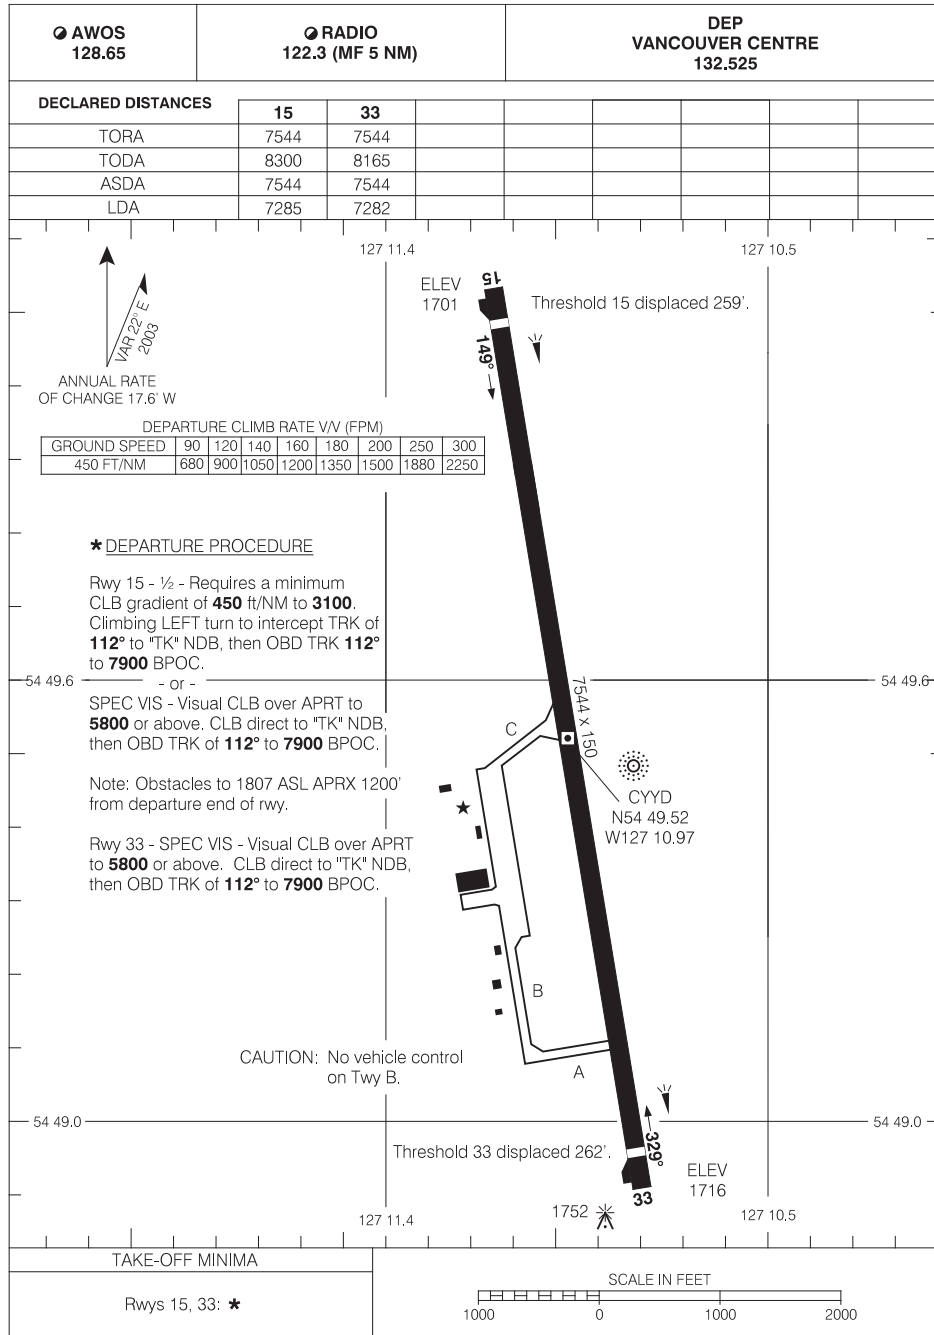 AWOS
128.65
RADIO
122.3 (MF 5 NM)
DEP
VANCOUVER CENTRE
132.525
DECLARED DISTANCES
15 33
TORA 7544 7544
TODA 8300 8165
ASDA 7544 7544
LDA 7285 7282
127 11.4
127 10.5
VAR 22° E
2003
ANNUAL RATE
OF CHANGE 17.6' W
ELEV
1701
15
Threshold 15 displaced 259'.
149°
DEPARTURE CLIMB RATE V/V (FPM)
GROUND SPEED 90 120 140 160 180 200 250 300
450 FT/NM 680 900 1050 1200 1350 1500 1880 2250
* DEPARTURE PROCEDURE
Rwy 15 - ½ - Requires a minimum
CLB gradient of 450 ft/NM to 3100.
Climbing LEFT turn to intercept TRK of
112° to "TK" NDB, then OBD TRK 112°
to 7900 BPOC.
- or -
54 49.6
54 49.6
SPEC VIS - Visual CLB over APRT to
5800 or above. CLB direct to "TK" NDB,
then OBD TRK of 112° to 7900 BPOC.
Note: Obstacles to 1807 ASL APRX 1200'
from departure end of rwy.
Rwy 33 - SPEC VIS - Visual CLB over APRT
to 5800 or above. CLB direct to "TK" NDB,
then OBD TRK of 112° to 7900 BPOC.
7544 x 150
C
CYYD
N54 49.52
W127 10.97
B
CAUTION: No vehicle control
on Twy B.
A
54 49.0
54 49.0
Threshold 33 displaced 262'.
329°
ELEV
1716
33
1752
127 11.4
127 10.5
TAKE-OFF MINIMA
Rwys 15, 33: *
SCALE IN FEET
1000 0 1000 2000